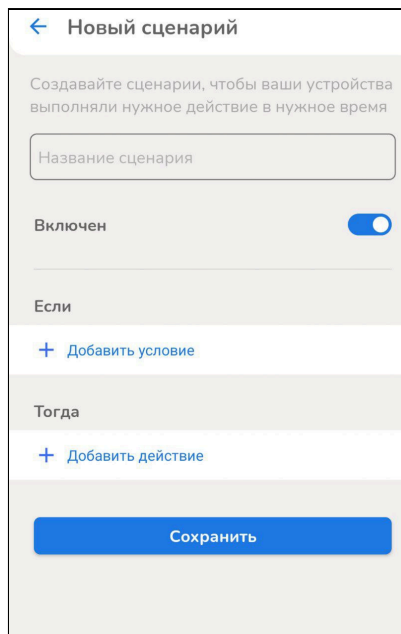 Новый сценарий
Создавайте сценарии, чтобы ваши устройства
выполняли нужное действие в нужное время
Название сценария
Включен
Если
+ Добавить условие
Тогда
+ Добавить действие
Сохранить